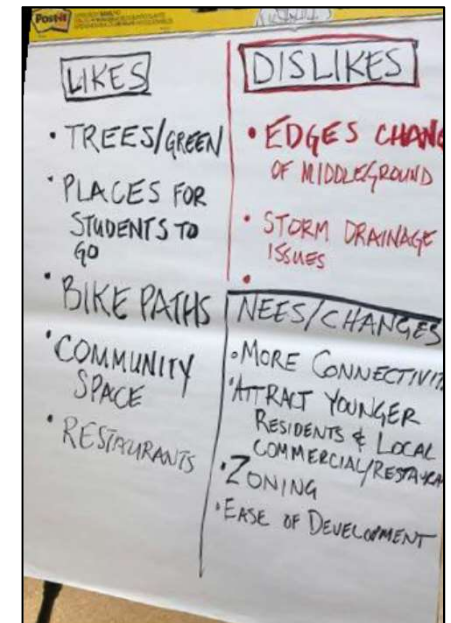 Post-it
LIKES
• TREES/GREEN
• PLACES FOR
STUDENTS TO
GO
• BIKE PATHS
• COMMUNITY
SPACE
• RESTAURANTS
DISLIKES
• EDGES CHANG
OF MIDDLEGROUND
• STORM DRAINAGE
ISSUES
•
NEES/CHANGES
• MORE CONNECTIVIT
• ATTRACT YOUNGER
RESIDENTS & LOCAL
COMMERCIAL/RESTAURA
• ZONING
• EASE OF DEVELOPMENT